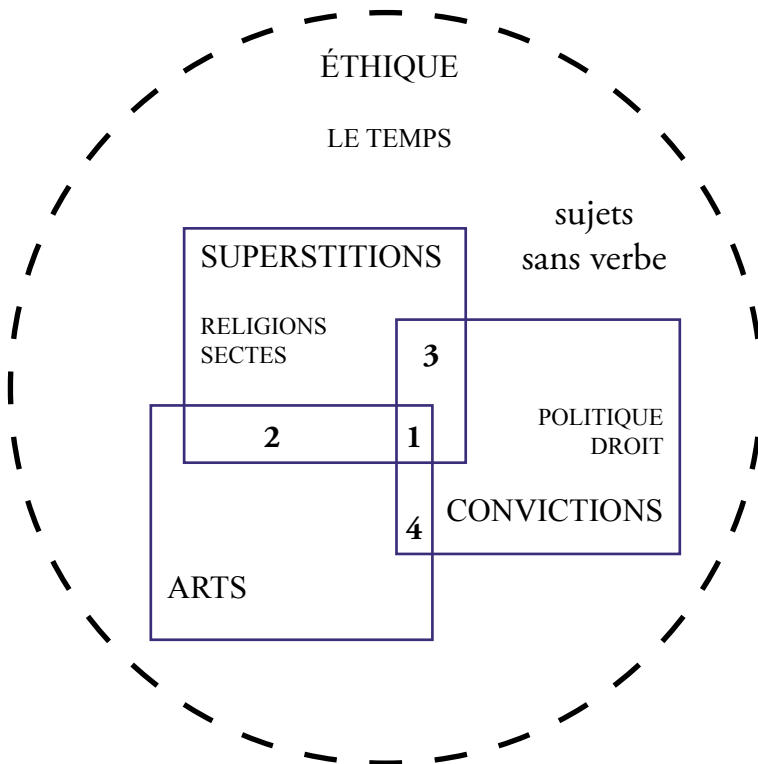 ÉTHIQUE
LE TEMPS
sujets
sans verbe
SUPERSTITIONS
RELIGIONS
SECTES
3
POLITIQUE
DROIT
2
1
CONVICTIONS
4
ARTS